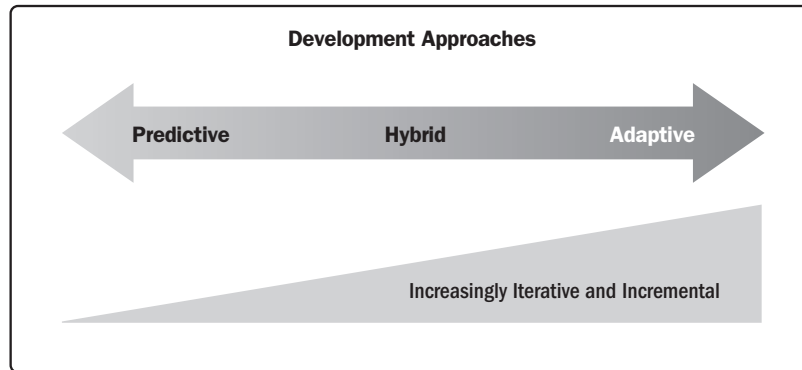 Development Approaches
Predictive Hybrid Adaptive
Increasingly Iterative and Incremental